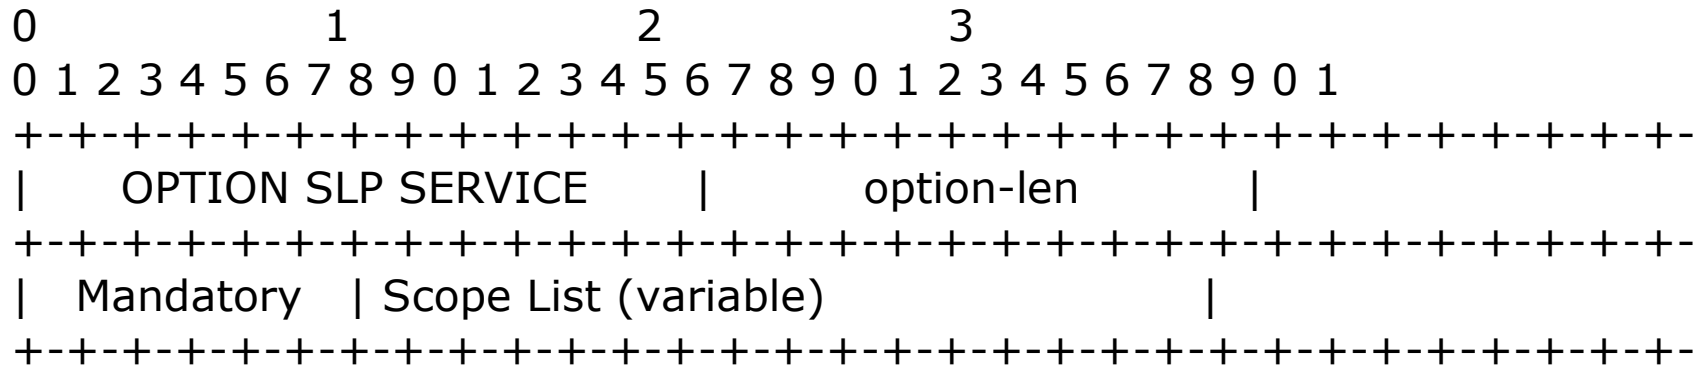 0 1 2 3
0 1 2 3 4 5 6 7 8 9 0 1 2 3 4 5 6 7 8 9 0 1 2 3 4 5 6 7 8 9 0 1
+-+-+-+-+-+-+-+-+-+-+-+-+-+-+-+-+-+-+-+-+-+-+-+-+-+-+-+-+-+-+-+-
| OPTION SLP SERVICE | option-len |
+-+-+-+-+-+-+-+-+-+-+-+-+-+-+-+-+-+-+-+-+-+-+-+-+-+-+-+-+-+-+-+-
| Mandatory | Scope List (variable) |
+-+-+-+-+-+-+-+-+-+-+-+-+-+-+-+-+-+-+-+-+-+-+-+-+-+-+-+-+-+-+-+-